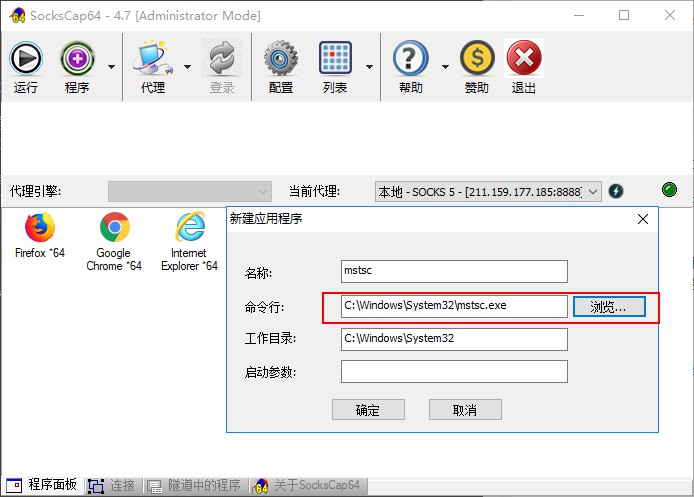 SocksCap64 - 4.7 [Administrator Mode]
运行 程序 代理 登录 配置 列表 帮助 赞助 退出
代理引擎: 当前代理: 本地 - SOCKS 5 - [211.159.177.185:8888]
Firefox *64
Google Chrome *64
Internet Explorer *64
新建应用程序
名称: mstsc
命令行: C:\Windows\System32\mstsc.exe 浏览...
工作目录: C:\Windows\System32
启动参数:
确定 取消
程序面板 连接 隧道中的程序 关于SocksCap64